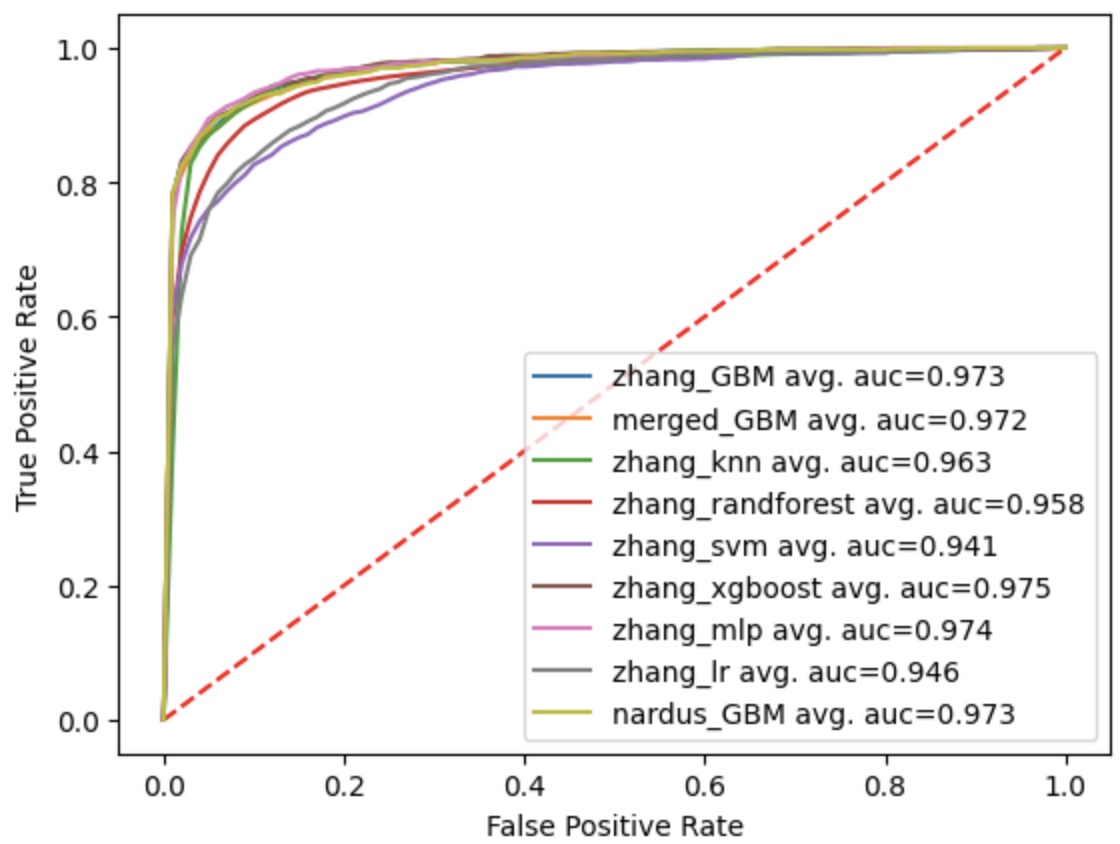 1.0
0.8
0.6
0.4
0.2
0.0
True Positive Rate
zhang_GBM avg. auc=0.973
merged_GBM avg. auc=0.972
zhang_knn avg. auc=0.963
zhang_randforest avg. auc=0.958
zhang_svm avg. auc=0.941
zhang_xgboost avg. auc=0.975
zhang_mlp avg. auc=0.974
zhang_lr avg. auc=0.946
nardus_GBM avg. auc=0.973
0.0 0.2 0.4 0.6 0.8 1.0
False Positive Rate